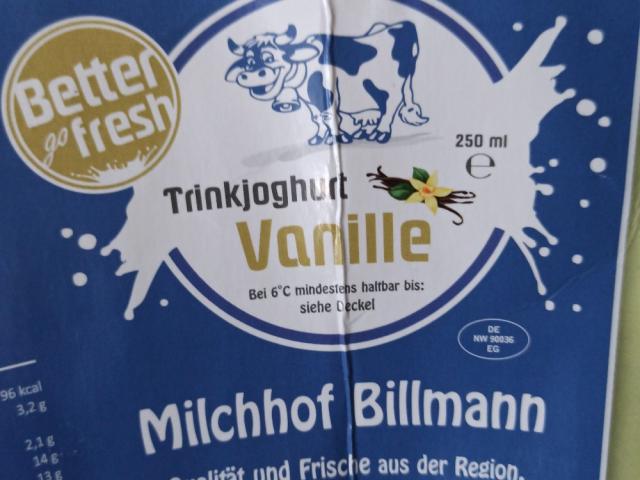 Better
go
fresh
250 ml
e
Trinkjoghurt
Vanille
Bei 6°C mindestens haltbar bis:
siehe Deckel
DE
NW 90036
EG
96 kcal
3,2 g
2,1 g
14 g
13 g
Milchhof Billmann
Qualität und Frische aus der Region.